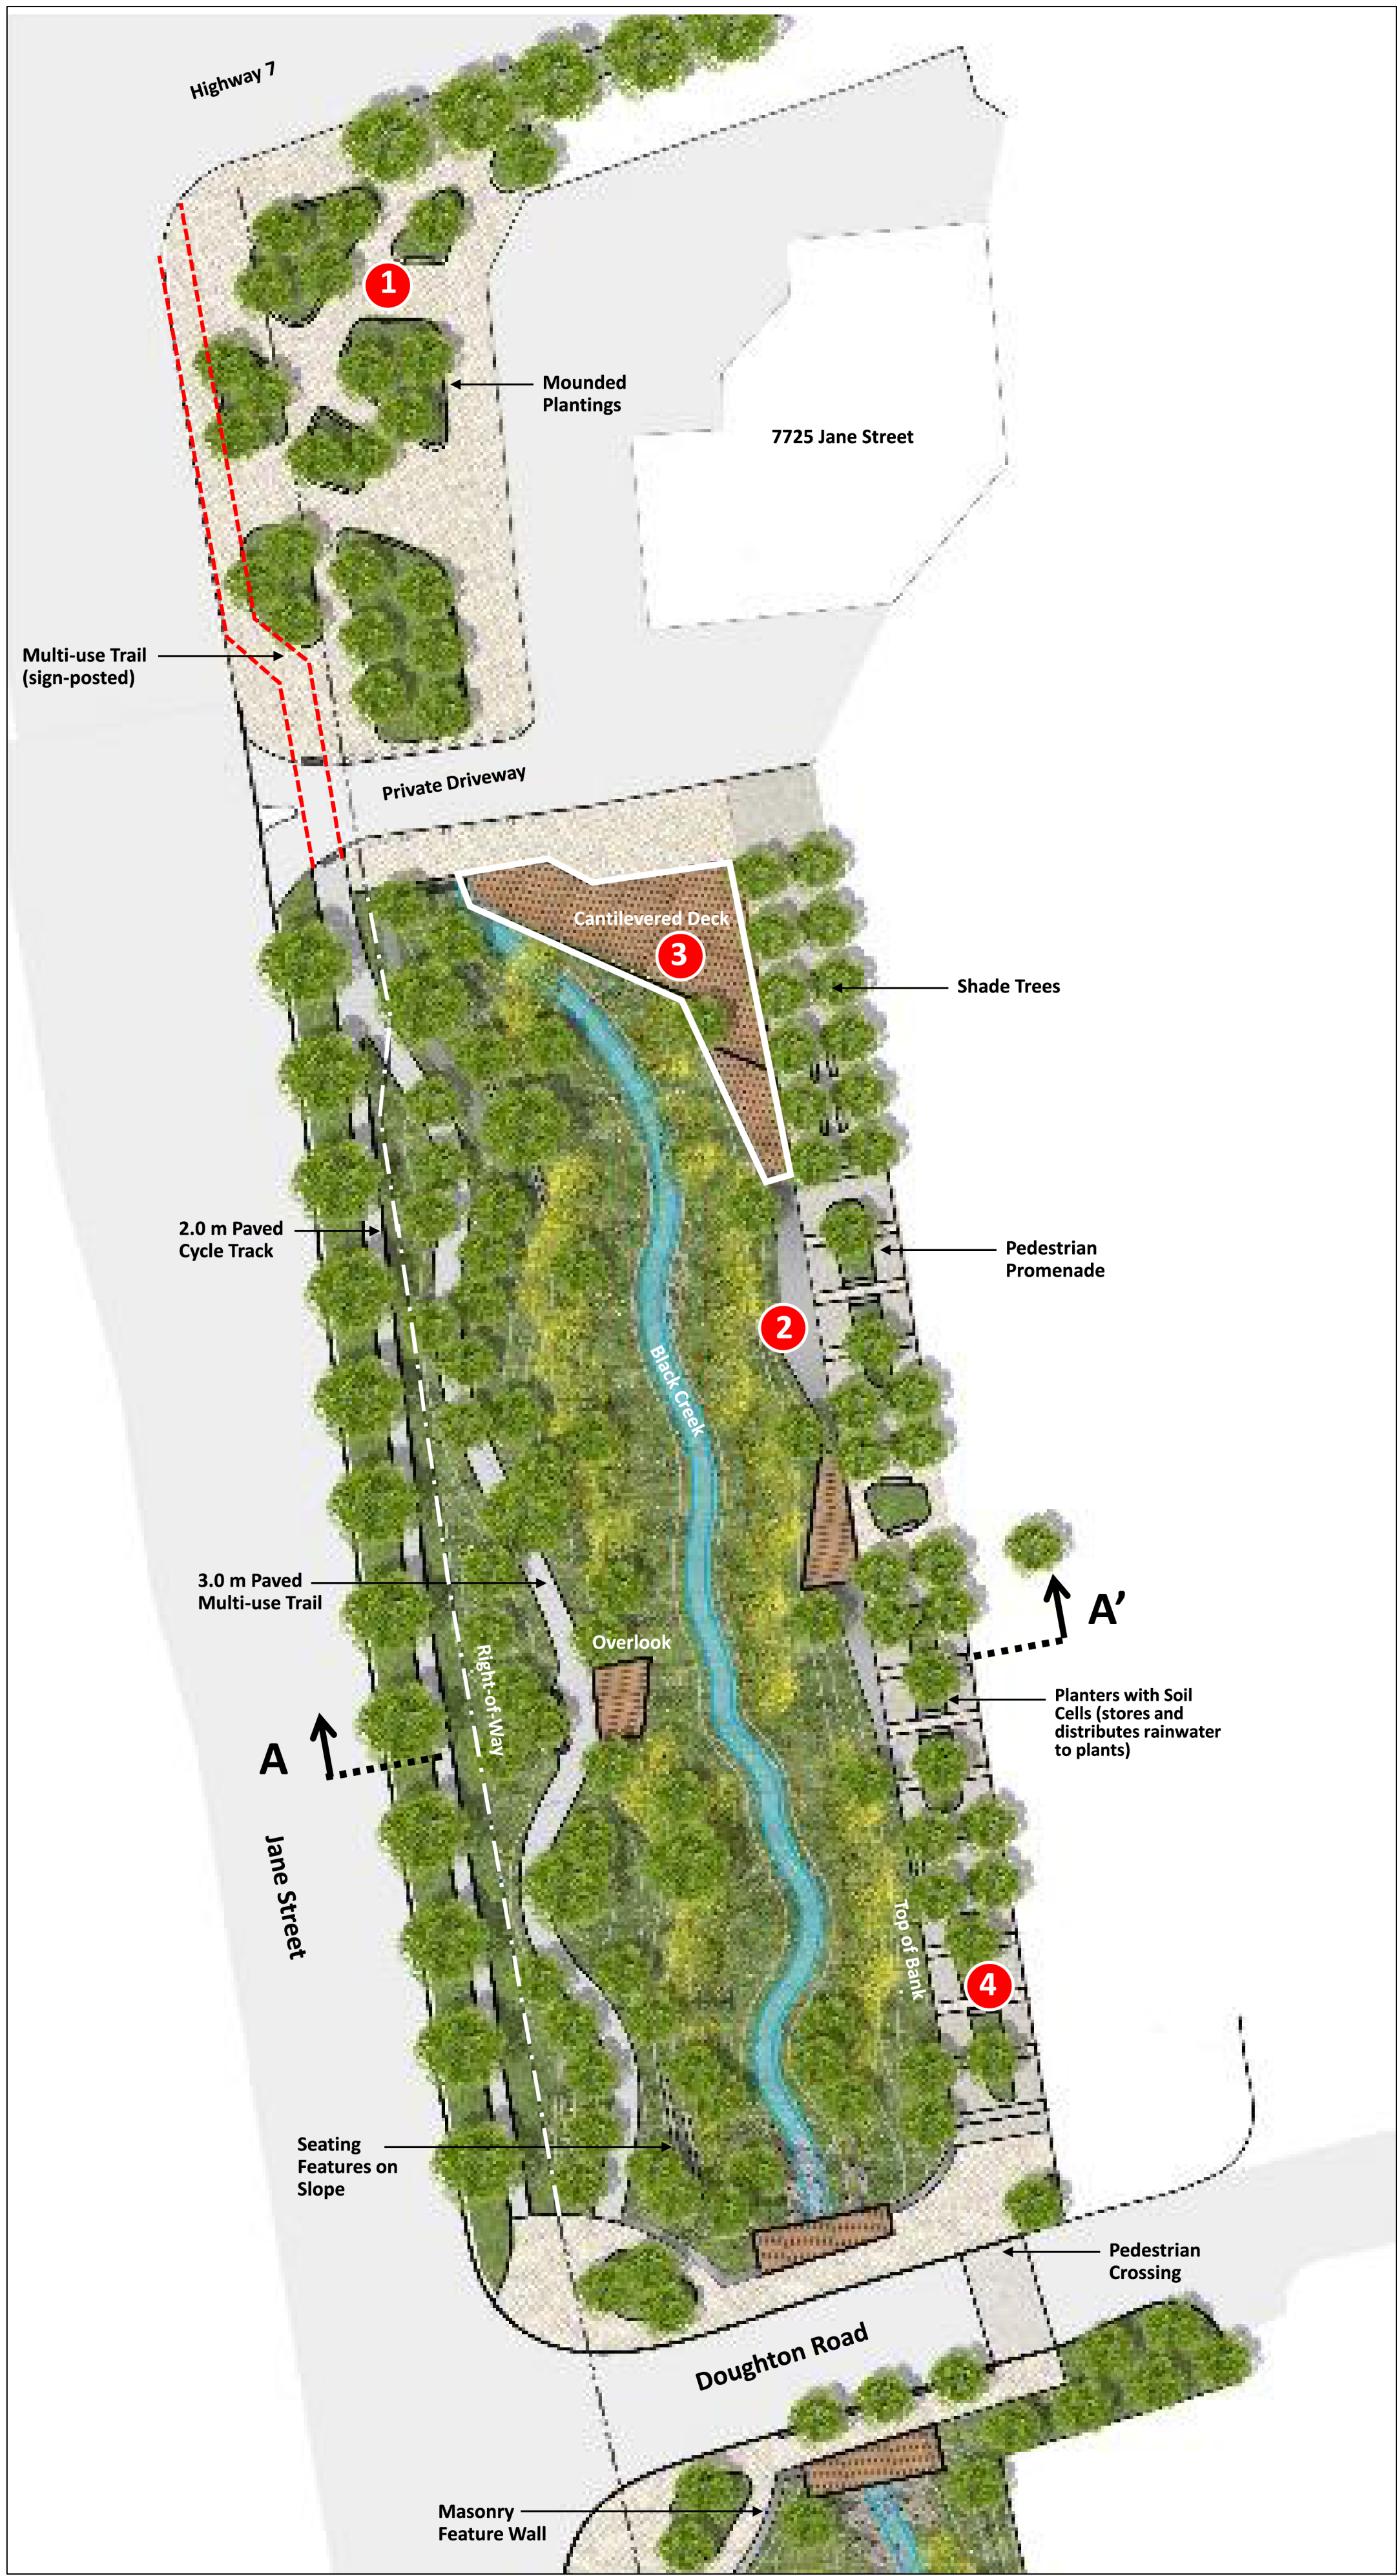 Highway 7
1
Mounded
Plantings
7725 Jane Street
Multi-use Trail
(sign-posted)
Private Driveway
Cantilevered Deck
3
Shade Trees
2.0 m Paved
Cycle Track
Pedestrian
Promenade
2
Black Creek
3.0 m Paved
Multi-use Trail
A’
Overlook
Right-of-Way
Planters with Soil
Cells (stores and
distributes rainwater
to plants)
A
Jane Street
Top of Bank
4
Seating
Features on
Slope
Pedestrian
Crossing
Doughton Road
Masonry
Feature Wall